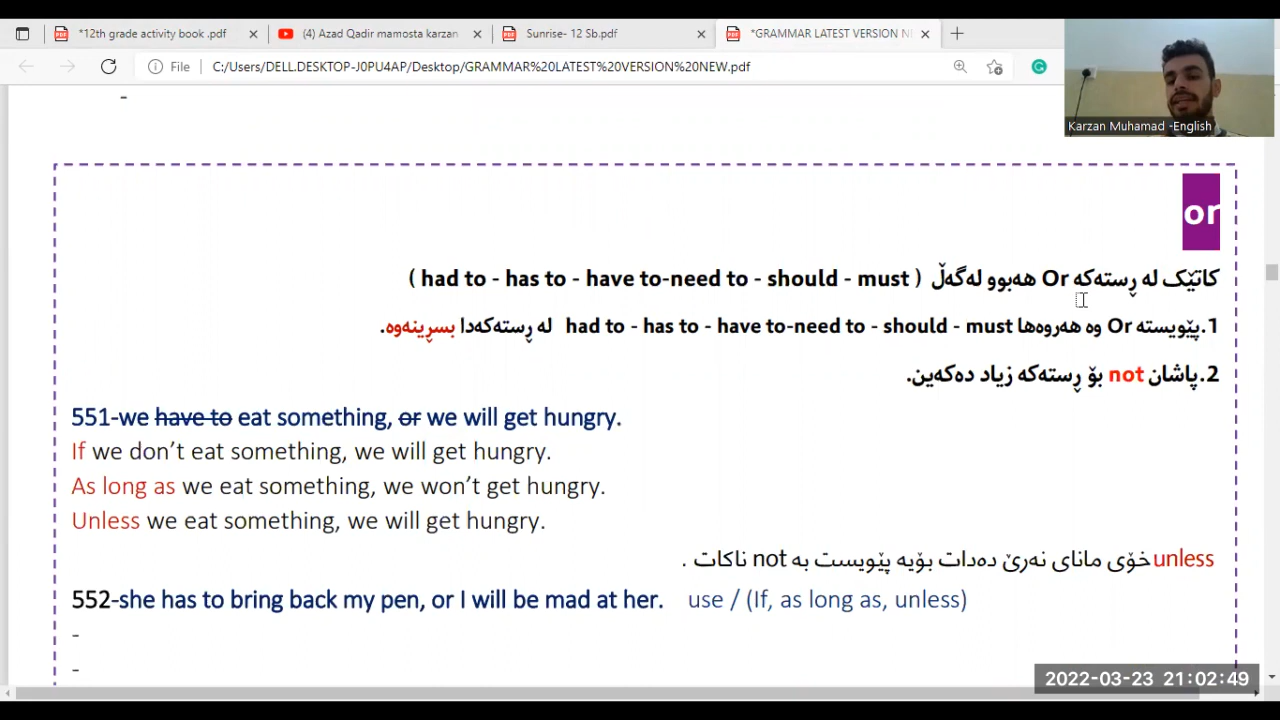 *12th grade activity book .pdf
(4) Azad Qadir mamosta karzan
Sunrise- 12 Sb.pdf
*GRAMMAR LATEST VERSION NE
File C:/Users/DELL.DESKTOP-J0PU4AP/Desktop/GRAMMAR%20LATEST%20VERSION%20NEW.pdf
Karzan Muhamad -English
-
or
کاتێک لە ڕستەکە Or هەبوو لەگەڵ ( had to - has to - have to-need to - should - must )
1.پێویستە Or وە هەروەها had to - has to - have to-need to - should - must لە ڕستەکەدا بسڕینەوە.
2.پاشان not بۆ ڕستەکە زیاد دەکەین.
551-we have to eat something, or we will get hungry.
If we don't eat something, we will get hungry.
As long as we eat something, we won't get hungry.
Unless we eat something, we will get hungry.
unless خۆی مانای نەرێ دەدات بۆیە پێویست بە not ناکات .
552-she has to bring back my pen, or I will be mad at her. use / (If, as long as, unless)
-
-
2022-03-23 21:02:49